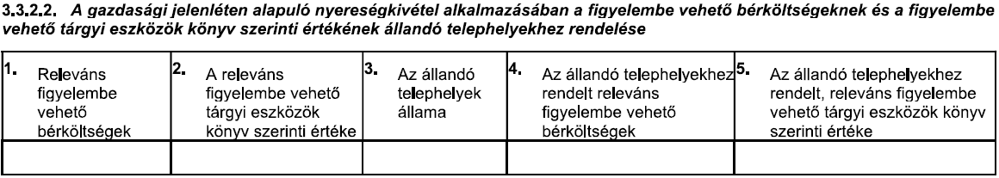 3.3.2.2. A gazdasági jelenléten alapuló nyereségkivétel alkalmazásában a figyelembe vehető bérköltségeknek és a figyelembe
vehető tárgyi eszközök könyv szerinti értékének állandó telephelyekhez rendelése
1. Releváns
figyelembe
vehető
bérköltségek
2. A releváns
figyelembe vehető
tárgyi eszközök
könyv szerinti értéke
3. Az állandó
telephelyek
állama
4. Az állandó telephelyekhez
rendelt releváns
figyelembe vehető
bérköltségek
5. Az állandó telephelyekhez
rendelt, releváns figyelembe
vehető tárgyi eszközök könyv
szerinti értéke